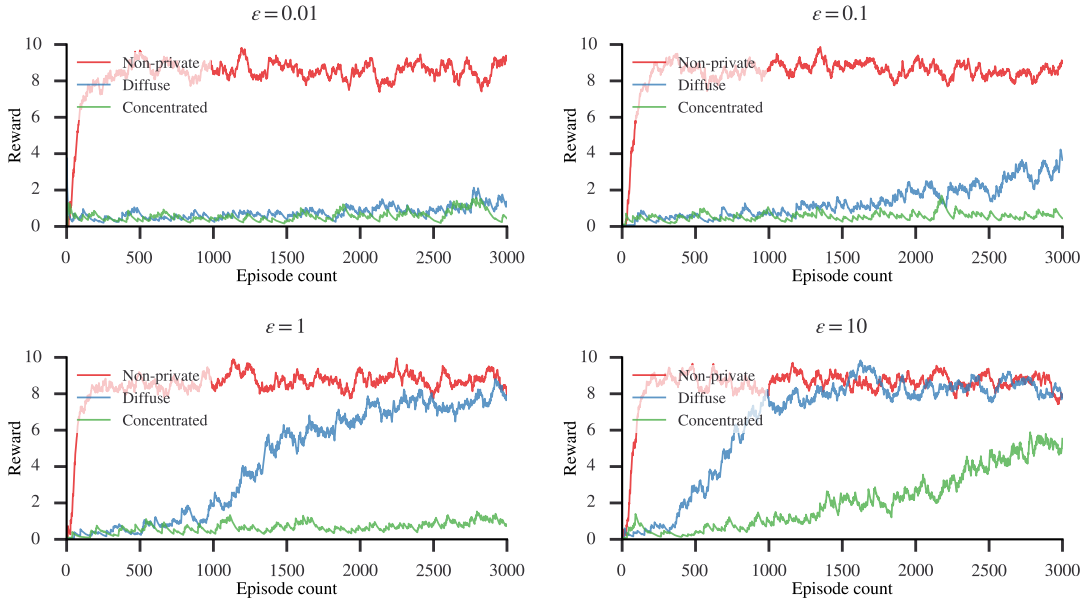 ε = 0.01
10
8
6
4
2
0
Reward
Non-private
Diffuse
Concentrated
0 500 1000 1500 2000 2500 3000
Episode count
ε = 0.1
10
8
6
4
2
0
Reward
Non-private
Diffuse
Concentrated
0 500 1000 1500 2000 2500 3000
Episode count
ε = 1
10
8
6
4
2
0
Reward
Non-private
Diffuse
Concentrated
0 500 1000 1500 2000 2500 3000
Episode count
ε = 10
10
8
6
4
2
0
Reward
Non-private
Diffuse
Concentrated
0 500 1000 1500 2000 2500 3000
Episode count